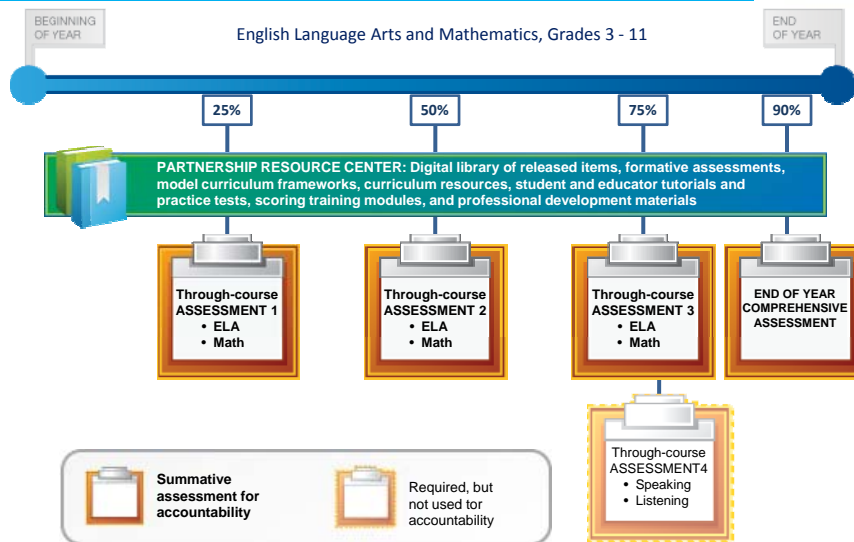 BEGINNING
OF YEAR
English Language Arts and Mathematics, Grades 3 - 11
END
OF YEAR
25%
50%
75%
90%
PARTNERSHIP RESOURCE CENTER: Digital library of released items, formative assessments,
model curriculum frameworks, curriculum resources, student and educator tutorials and
practice tests, scoring training modules, and professional development materials
Through-course
ASSESSMENT 1
• ELA
• Math
Through-course
ASSESSMENT 2
• ELA
• Math
Through-course
ASSESSMENT 3
• ELA
• Math
END OF YEAR
COMPREHENSIVE
ASSESSMENT
Through-course
ASSESSMENT4
• Speaking
• Listening
Summative
assessment for
accountability
Required, but
not used tor
accountability